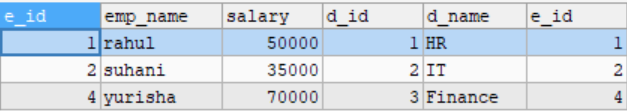 e_id emp_name salary d_id d_name e_id
1 rahul 50000 1 HR 1
2 suhani 35000 2 IT 2
4 yurisha 70000 3 Finance 4